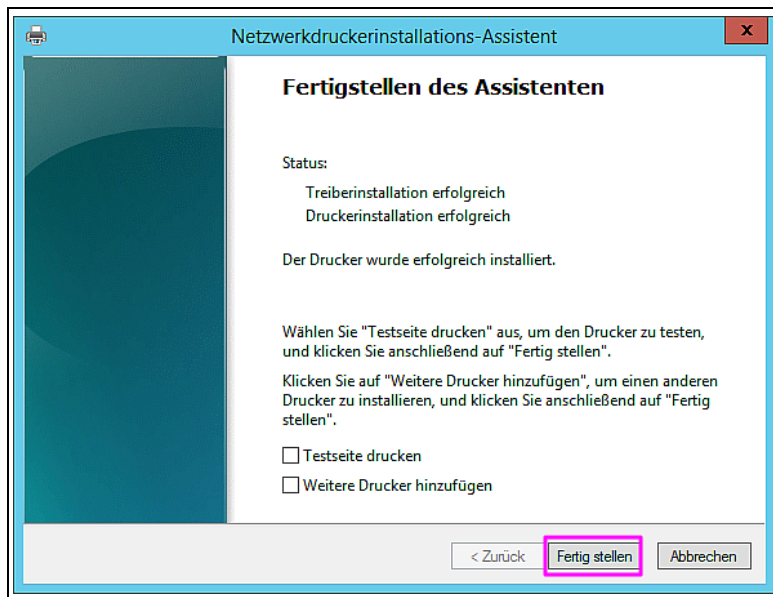 Netzwerkdruckerinstallations-Assistent
x
Fertigstellen des Assistenten
Status:
Treiberinstallation erfolgreich
Druckerinstallation erfolgreich
Der Drucker wurde erfolgreich installiert.
Wählen Sie "Testseite drucken" aus, um den Drucker zu testen,
und klicken Sie anschließend auf "Fertig stellen".
Klicken Sie auf "Weitere Drucker hinzufügen", um einen anderen
Drucker zu installieren, und klicken Sie anschließend auf "Fertig
stellen".
Testseite drucken
Weitere Drucker hinzufügen
< Zurück Fertig stellen Abbrechen